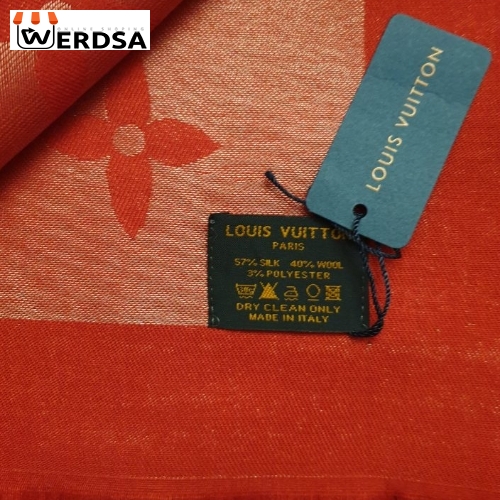 WERDSA
LOUIS VUITTON
LOUIS VUITTON
PARIS
57% SILK 40% WOOL
3% POLYESTER
DRY CLEAN ONLY
MADE IN ITALY